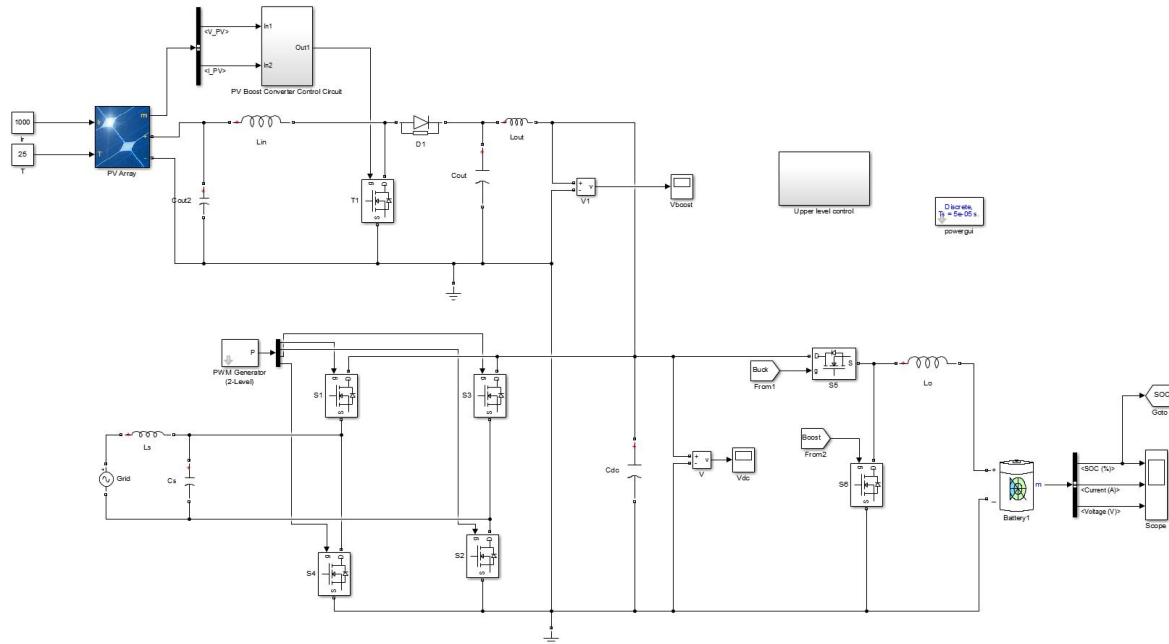 <V_PV>
In1
Out1
<I_PV>
In2
PV Boost Converter Control Circuit
1000
Ir
m
+
Ir
25
T
T
-
PV Array
Lin
D1
Lout
Cout2
g D
T1
S
Cout
+
-
v
V1
Vboost
Upper level control
Discrete,
Ts = 5e-05 s.
powergui
P
PWM Generator
(2-Level)
g D
S1
S
g D
S3
S
Buck
From1
D S
g
S5
Lo
SOC
Goto
Ls
Grid
Cs
Cdc
+
-
v
V
Vdc
Boost
From2
g D
S6
S
+
m
-
Battery1
<SOC (%)>
<Current (A)>
<Voltage (V)>
Scope
g D
S4
S
g D
S2
S